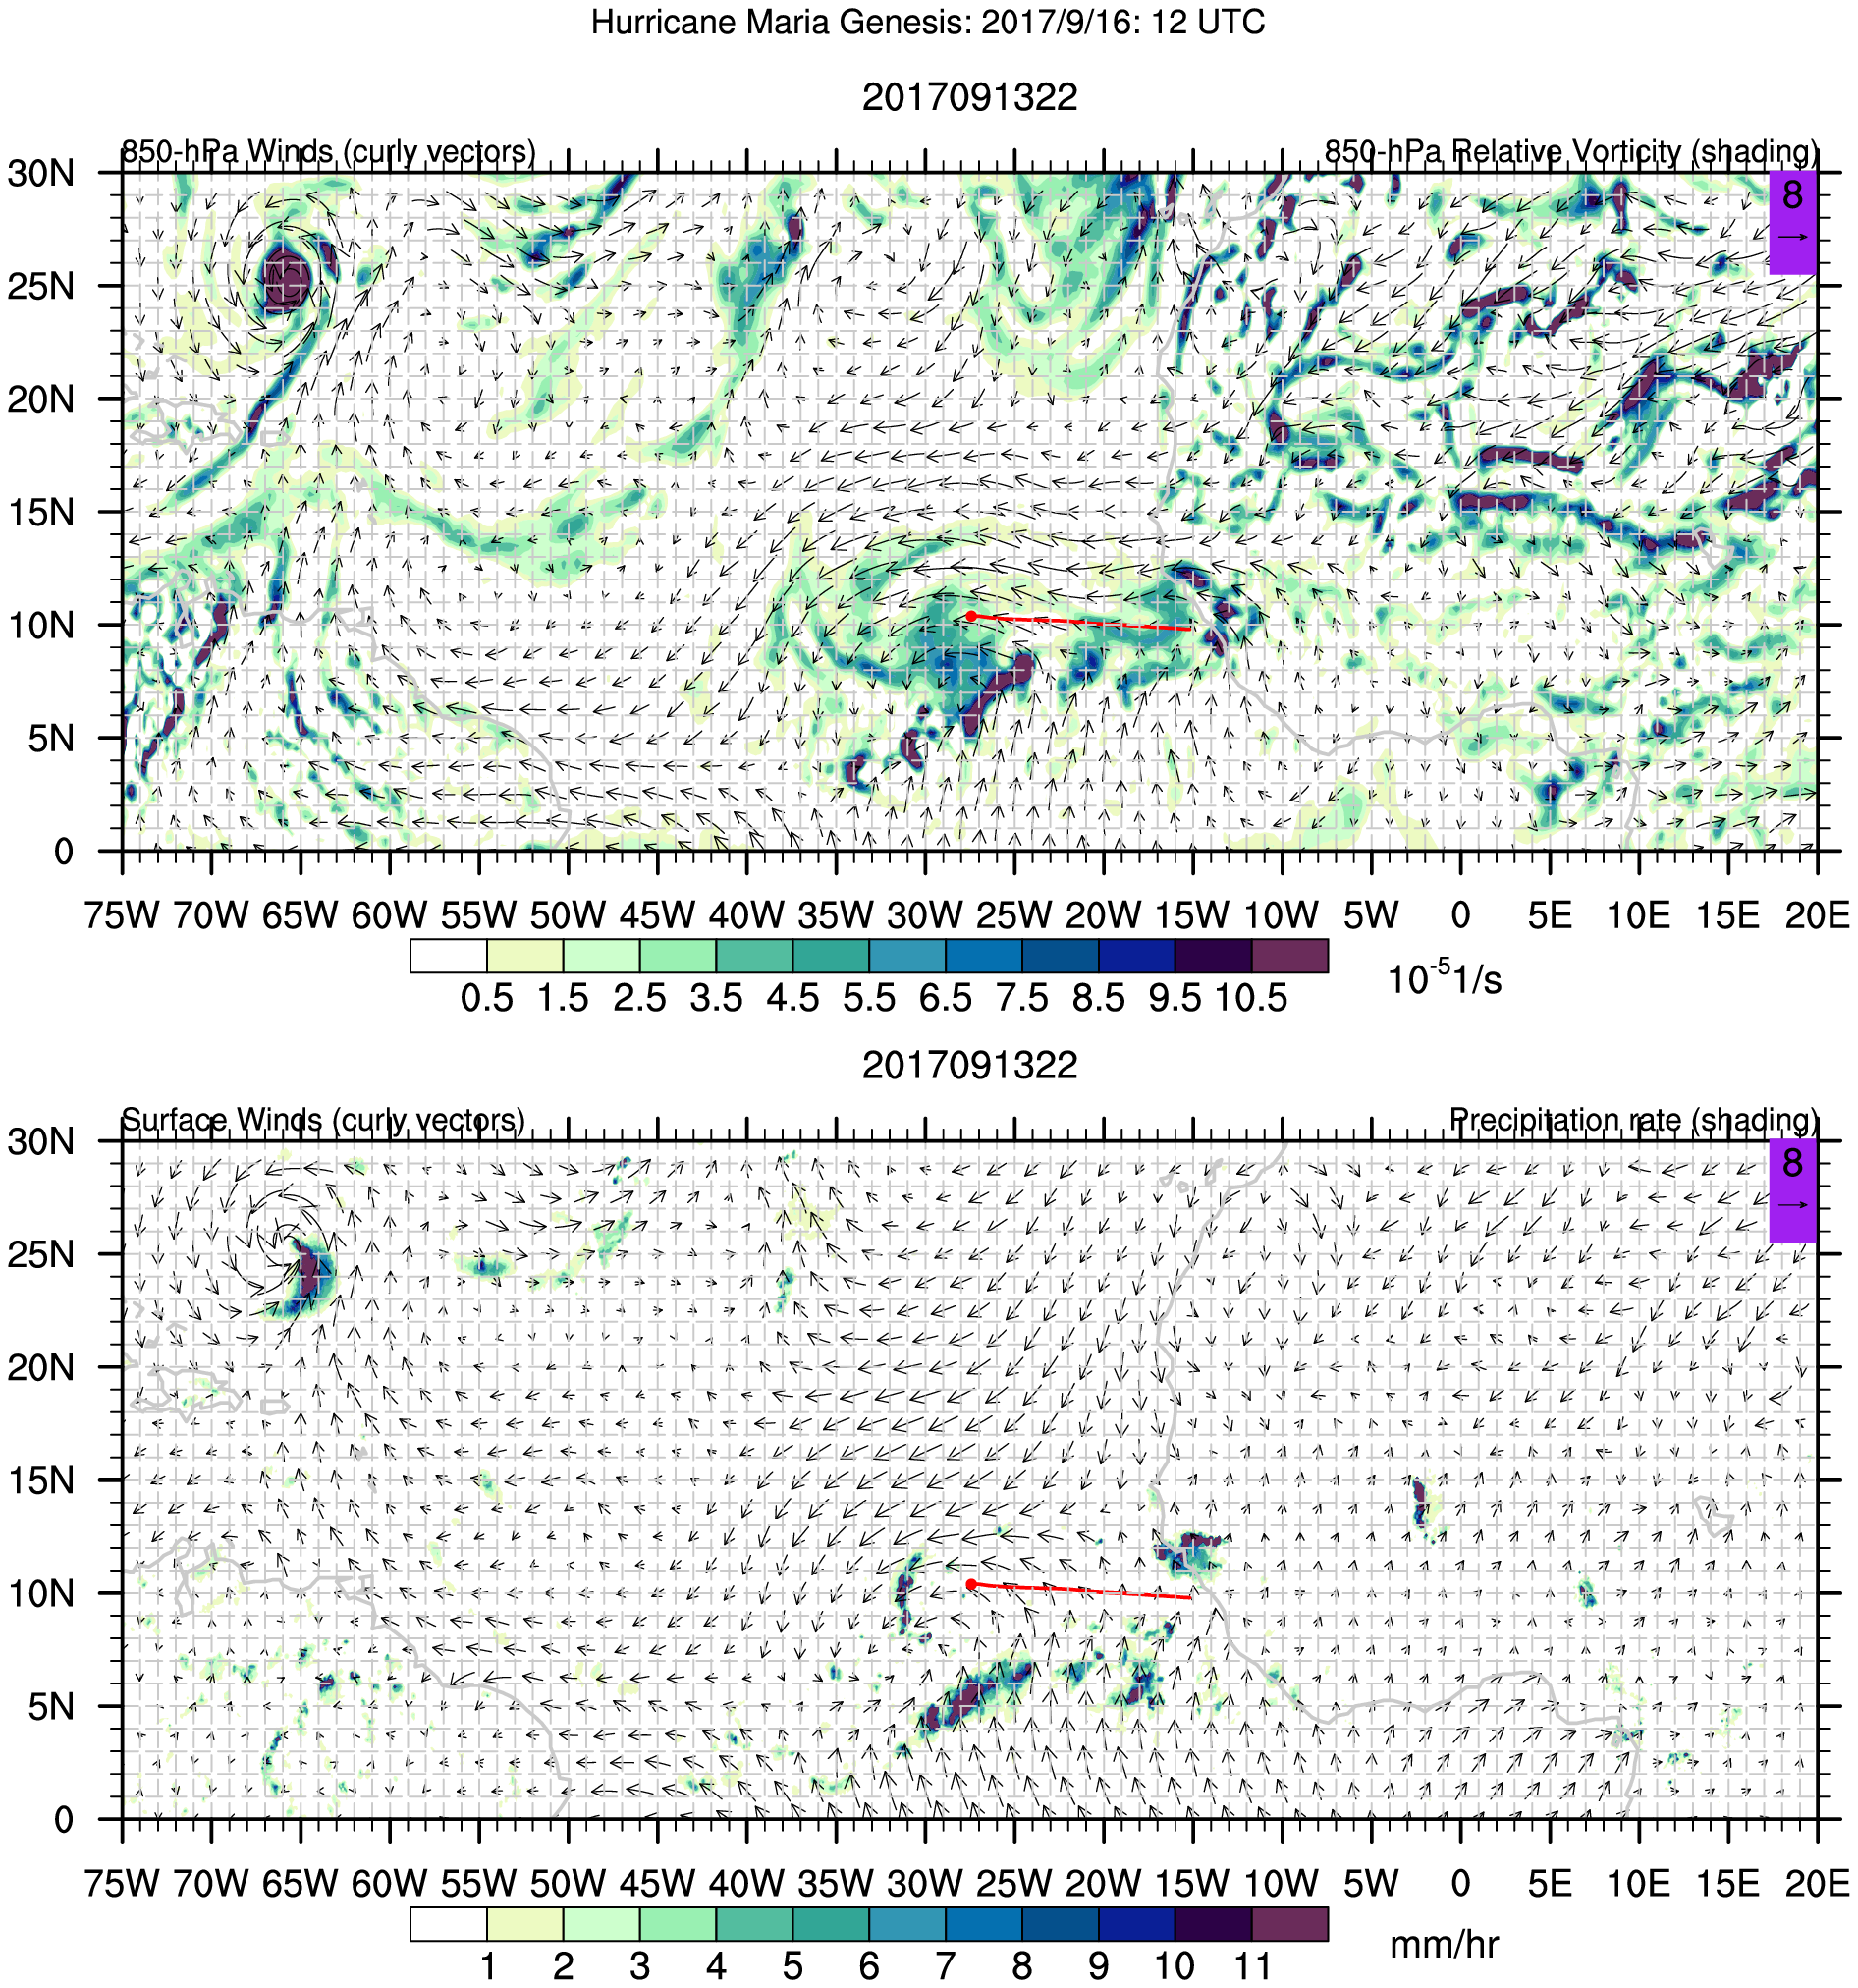 Hurricane Maria Genesis: 2017/9/16: 12 UTC
2017091322
850-hPa Winds (curly vectors) 850-hPa Relative Vorticity (shading)
8
30N
25N
20N
15N
10N
5N
0
75W 70W 65W 60W 55W 50W 45W 40W 35W 30W 25W 20W 15W 10W 5W 0 5E 10E 15E 20E
0.5 1.5 2.5 3.5 4.5 5.5 6.5 7.5 8.5 9.5 10.5
10⁻⁵1/s
2017091322
Surface Winds (curly vectors) Precipitation rate (shading)
8
30N
25N
20N
15N
10N
5N
0
75W 70W 65W 60W 55W 50W 45W 40W 35W 30W 25W 20W 15W 10W 5W 0 5E 10E 15E 20E
1 2 3 4 5 6 7 8 9 10 11
mm/hr